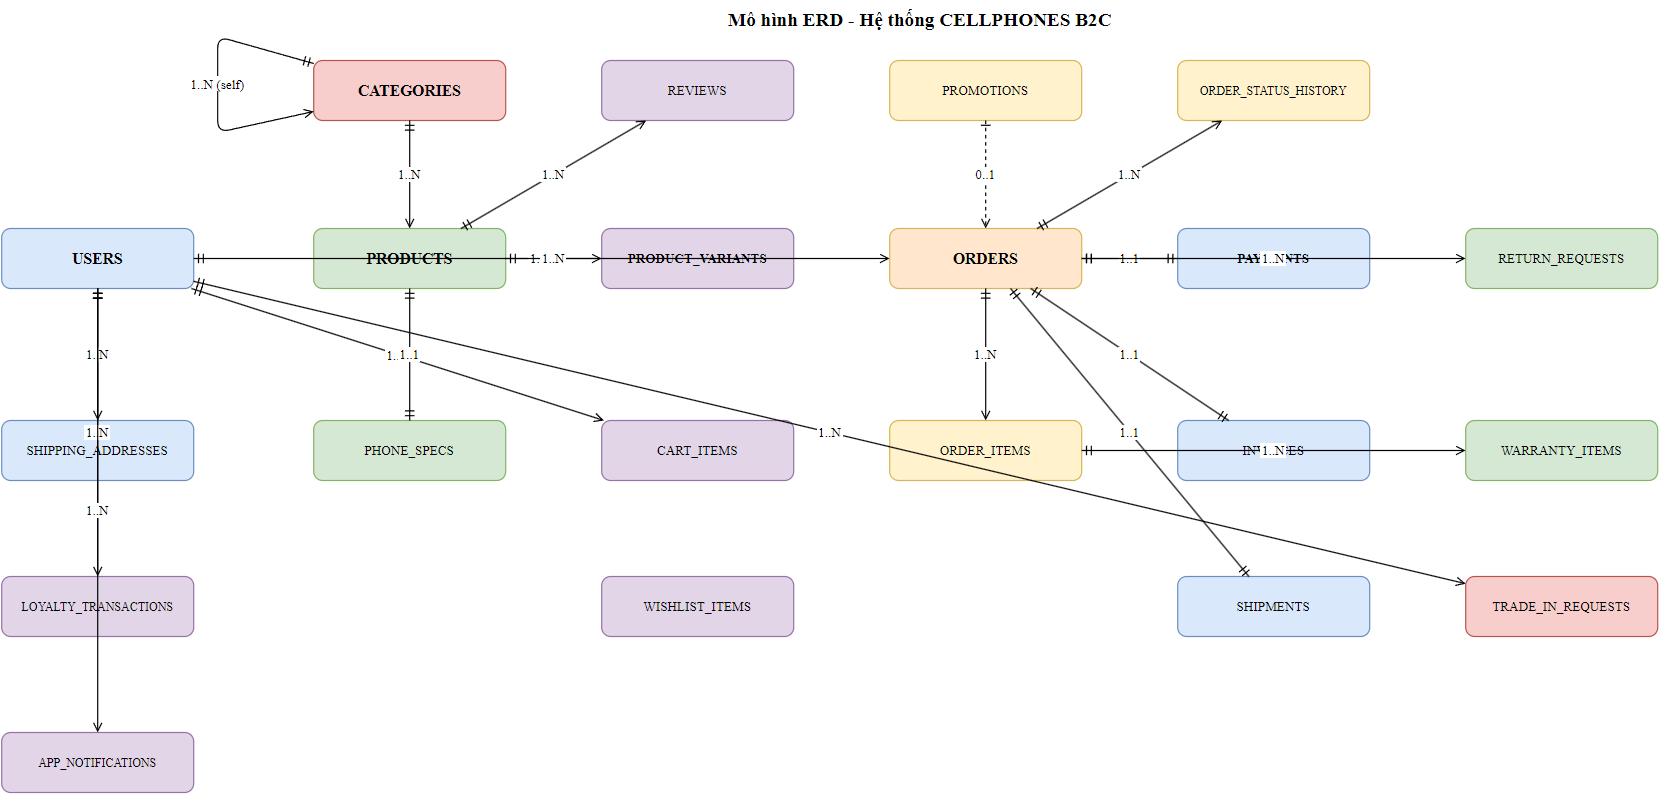 Mô hình ERD - Hệ thống CELLPHONES B2C
1..N (self)
CATEGORIES
REVIEWS
PROMOTIONS
ORDER_STATUS_HISTORY
1..N
1..N
0..1
1..N
USERS
PRODUCTS
1..N
PRODUCT_VARIANTS
ORDERS
1..1
1..N
RETURN_REQUESTS
1..N
1..1
1..N
1..1
1..N
SHIPPING_ADDRESSES
PHONE_SPECS
CART_ITEMS
1..N
ORDER_ITEMS
1..1
1..N
WARRANTY_ITEMS
1..N
LOYALTY_TRANSACTIONS
WISHLIST_ITEMS
SHIPMENTS
TRADE_IN_REQUESTS
APP_NOTIFICATIONS